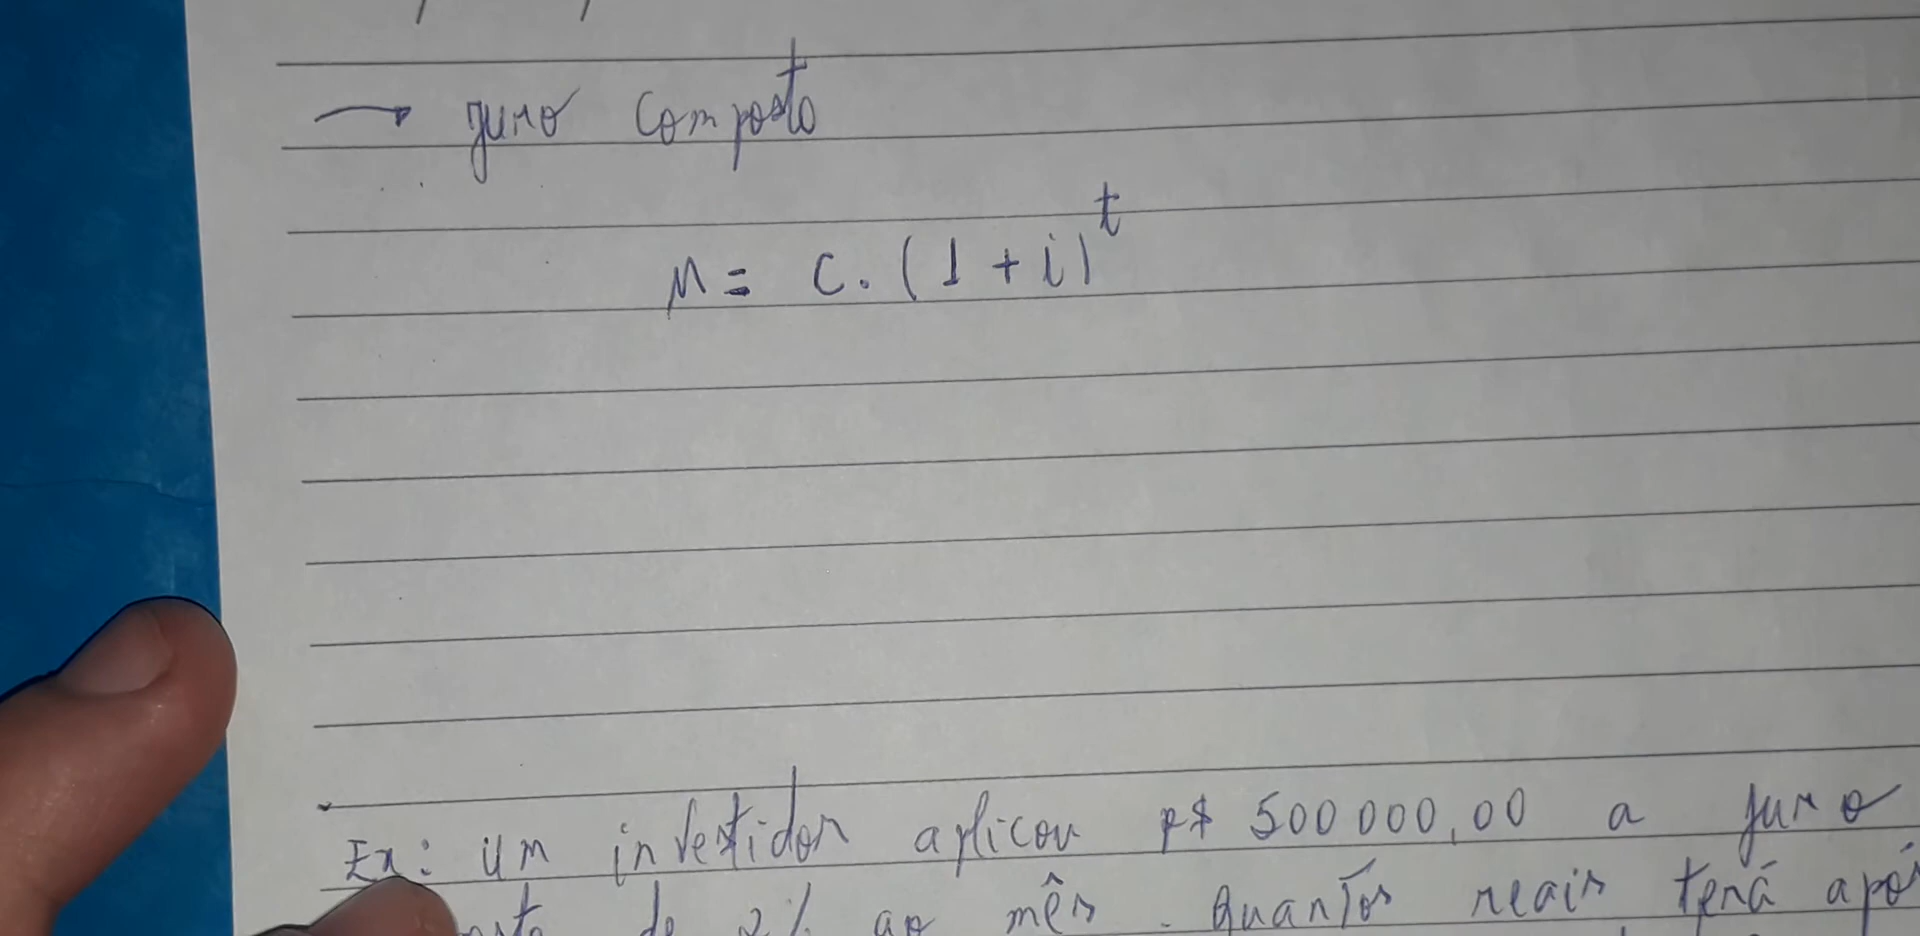 → juro composto
M = C. (1 + i)^t
Ex: um investidor aplicou R$ 500 000,00 a juro
de 2% ao mês. Quantos reais terá após